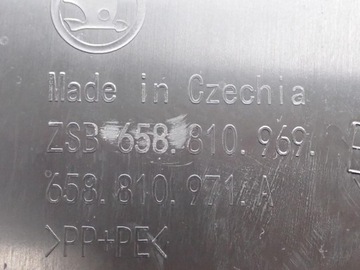 Made in Czechia
ZSB 658. 810. 969.
658. 810. 971. A
>PP+PE<